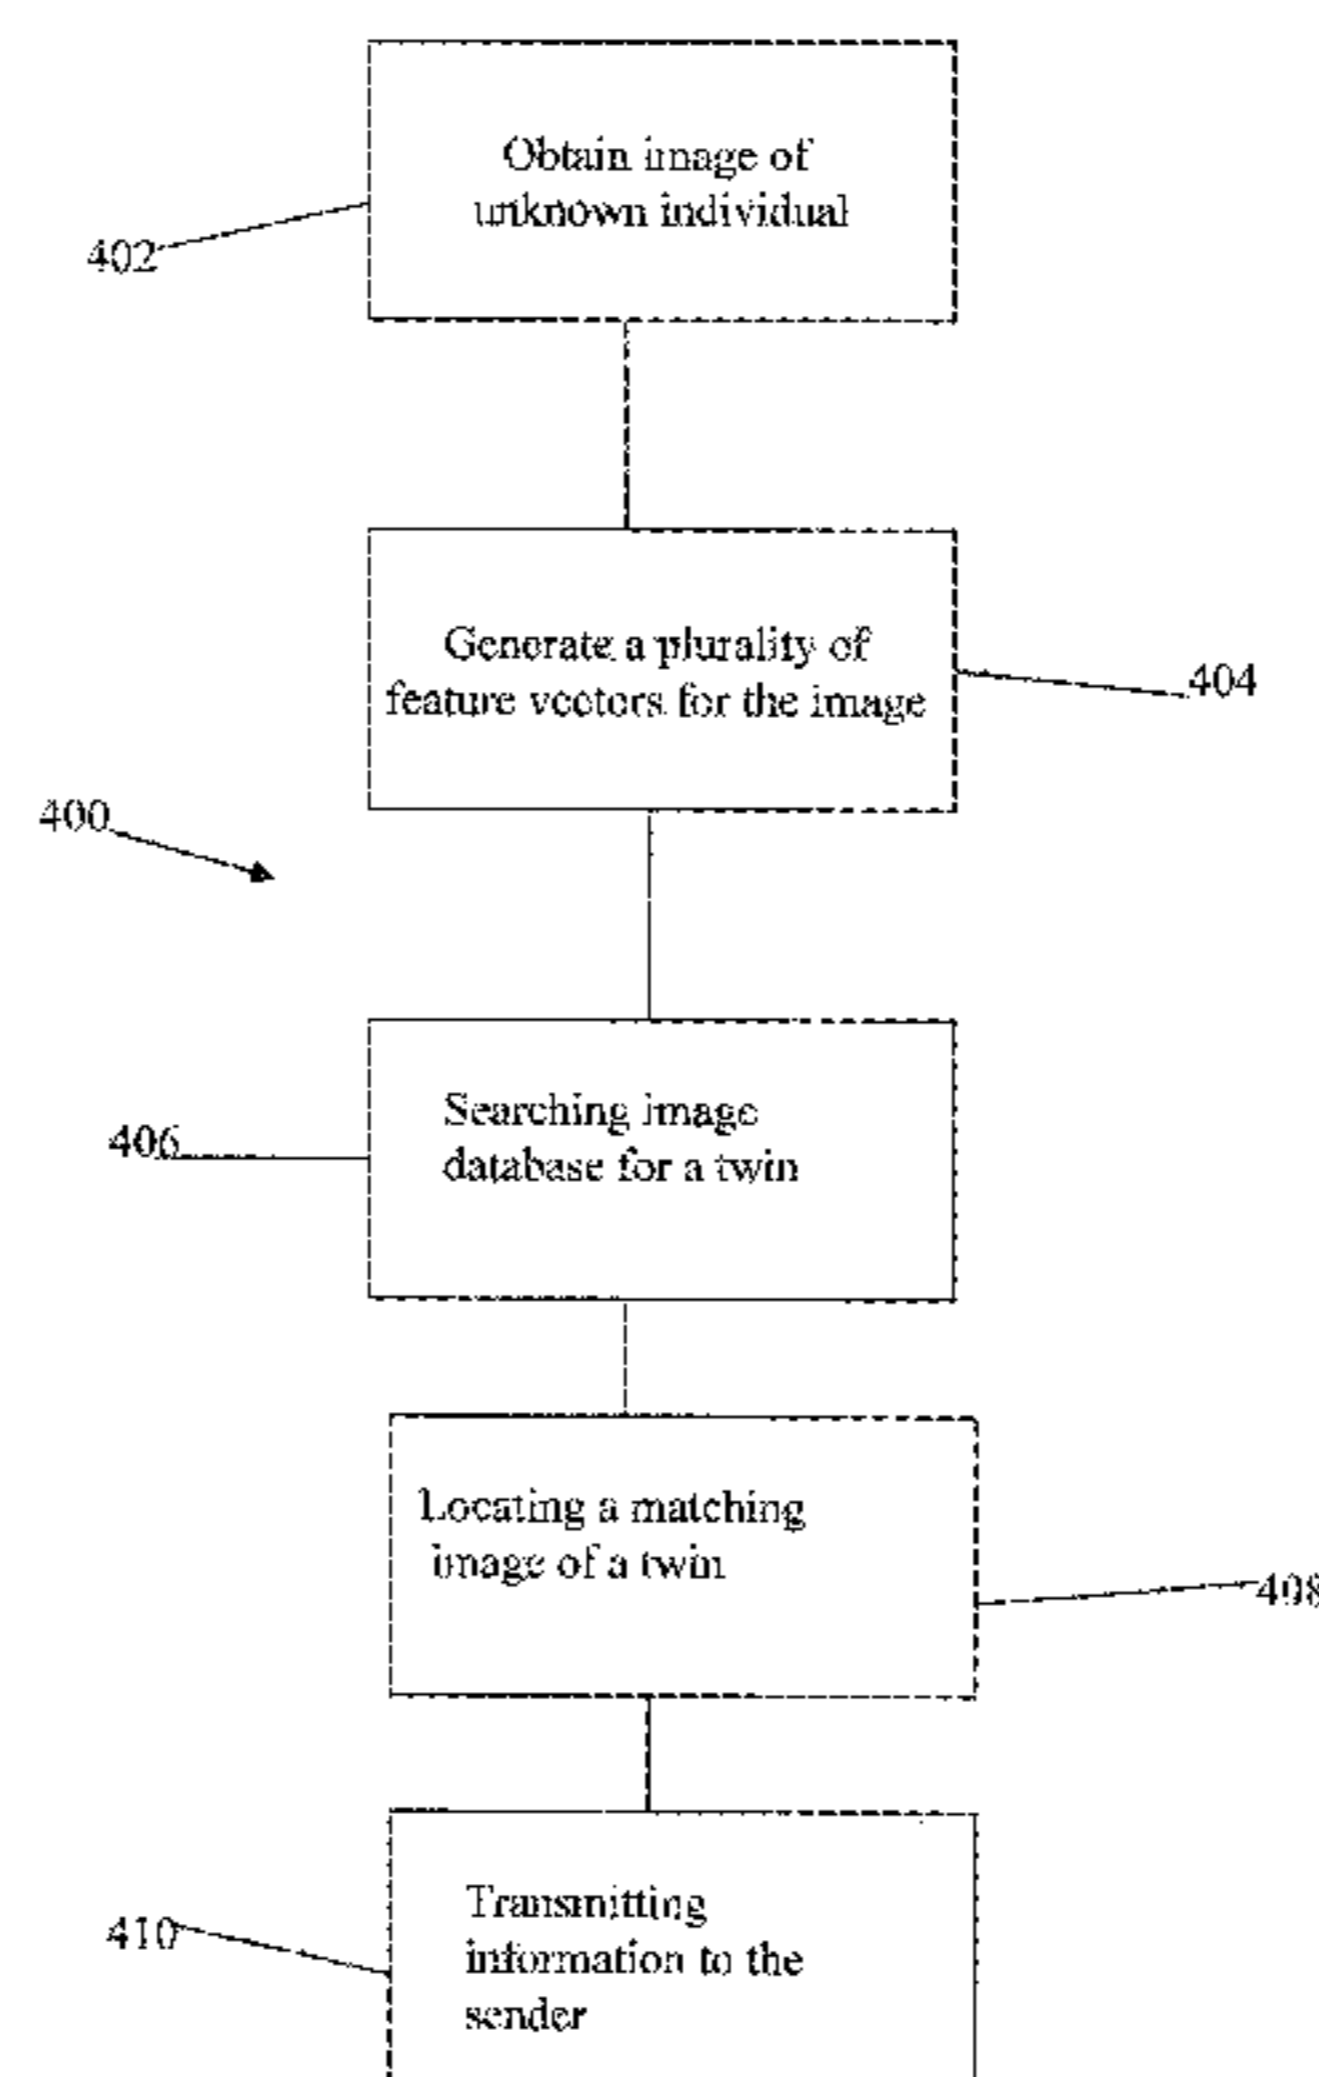 Obtain image of
unknown individual
402
Generate a plurality of
feature vectors for the image
404
400
Searching image
database for a twin
406
Locating a matching
image of a twin
408
Transmitting
information to the
sender
410